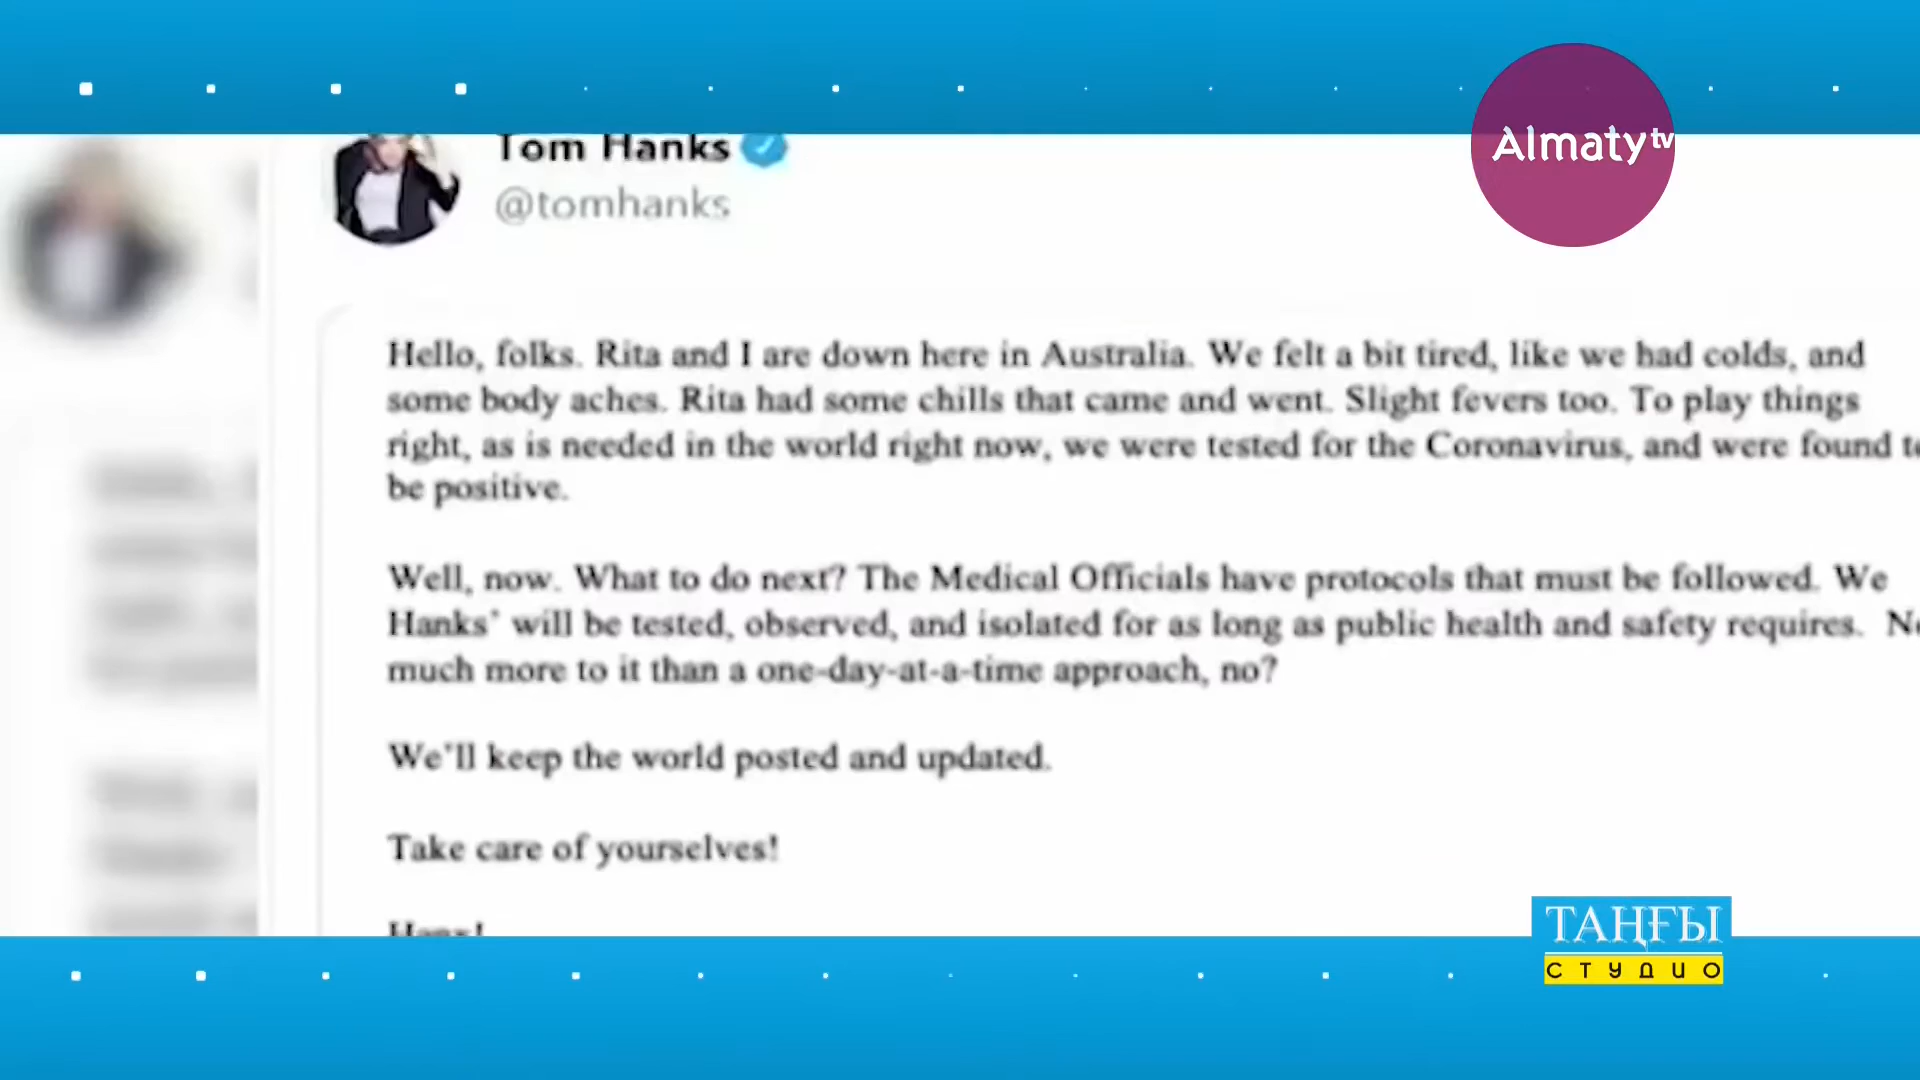 Almaty tv
Tom Hanks
@tomhanks
Hello, folks. Rita and I are down here in Australia. We felt a bit tired, like we had colds, and
some body aches. Rita had some chills that came and went. Slight fevers too. To play things
right, as is needed in the world right now, we were tested for the Coronavirus, and were found
be positive.
Well, now. What to do next? The Medical Officials have protocols that must be followed. We
Hanks' will be tested, observed, and isolated for as long as public health and safety requires.
much more to it than a one-day-at-a-time approach, no?
We'll keep the world posted and updated.
Take care of yourselves!
ТАҢҒЫ
СТУДИО